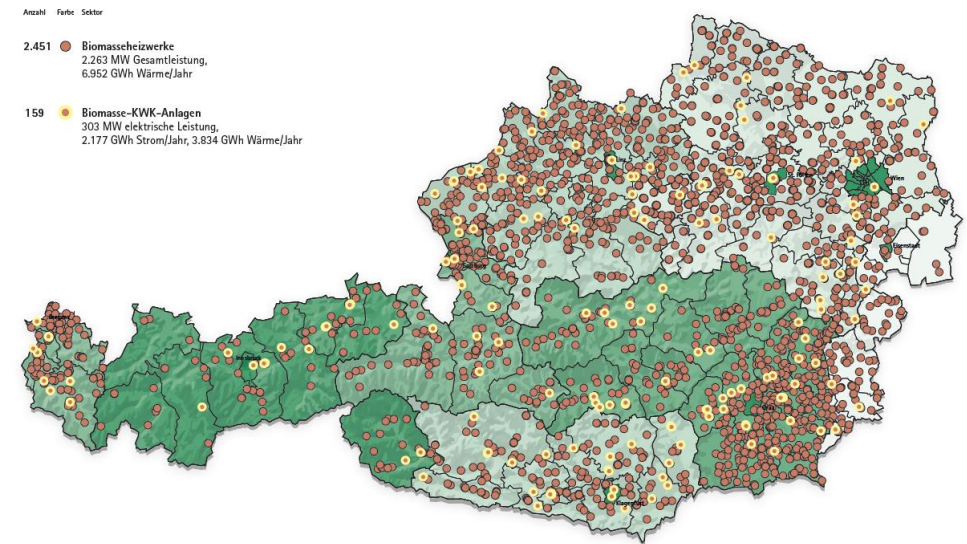 Anzahl Farbe Sektor
2.451 Biomasseheizwerke
2.263 MW Gesamtleistung,
6.952 GWh Wärme/Jahr
159 Biomasse-KWK-Anlagen
303 MW elektrische Leistung,
2.177 GWh Strom/Jahr, 3.834 GWh Wärme/Jahr
Linz
Wien
Eisenstadt
Innsbruck
Graz
Klagenfurt